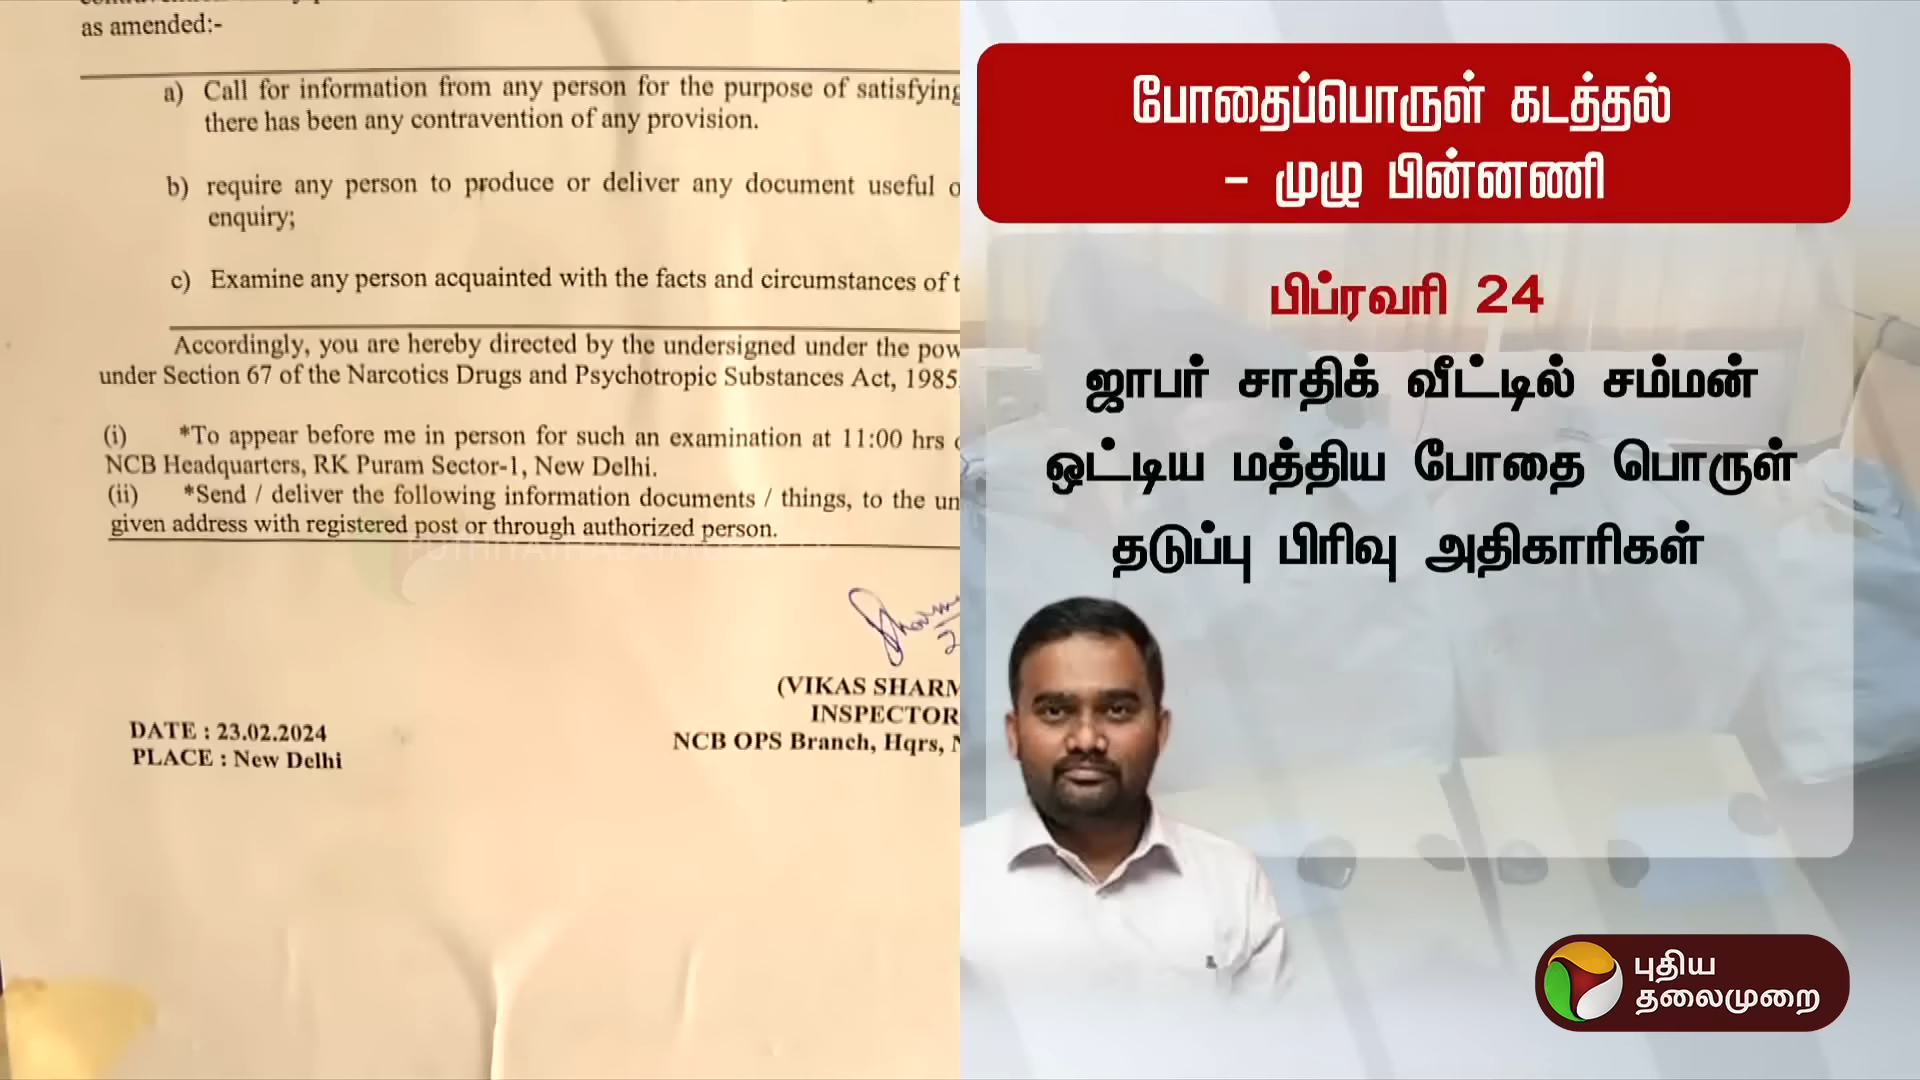 as amended:-
a) Call for information from any person for the purpose of satisfying
there has been any contravention of any provision.
b) require any person to produce or deliver any document useful
enquiry;
c) Examine any person acquainted with the facts and circumstances of
Accordingly, you are hereby directed by the undersigned under the
under Section 67 of the Narcotics Drugs and Psychotropic Substances Act, 1985
(i) *To appear before me in person for such an examination at 11:00 hrs
NCB Headquarters, RK Puram Sector-1, New Delhi.
(ii) *Send / deliver the following information documents / things, to the
given address with registered post or through authorized person.
(VIKAS
INSPECTOR
NCB OPS Branch, Hqrs,
DATE : 23.02.2024
PLACE : New Delhi
போதைப்பொருள் கடத்தல்
- முழு பின்னணி
பிப்ரவரி 24
ஜாபர் சாதிக் வீட்டில் சம்மன்
ஒட்டிய மத்திய போதை பொருள்
தடுப்பு பிரிவு அதிகாரிகள்
புதிய
தலைமுறை